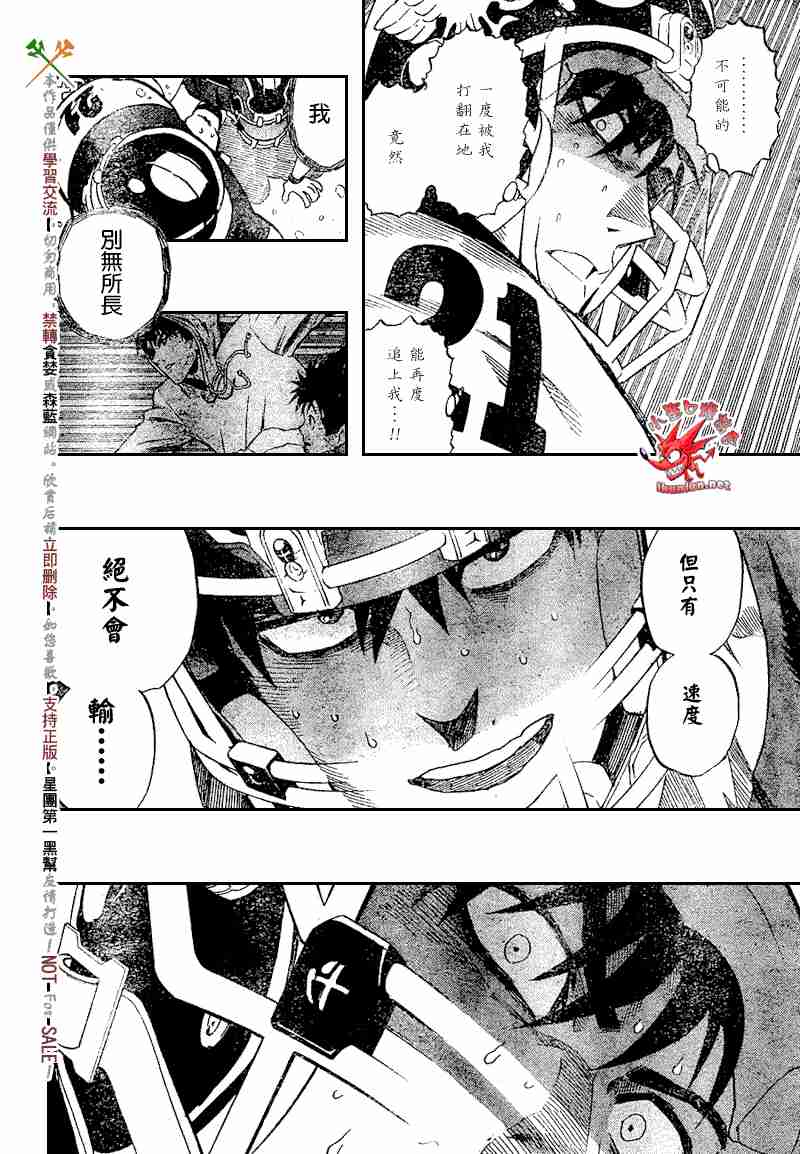 …………
不可能的
一度被我
打翻在地
竟然
能再度
追上我…!!
我
別無所長
但只有
速度
絕不會
輸……
21
本作品僅供學習交流
切勿商用
禁轉貪婪或森藍網站。欣賞后請立即刪除
如您喜歡，支持正版
星團第一黑幫友情打造！
NOT For SALE！